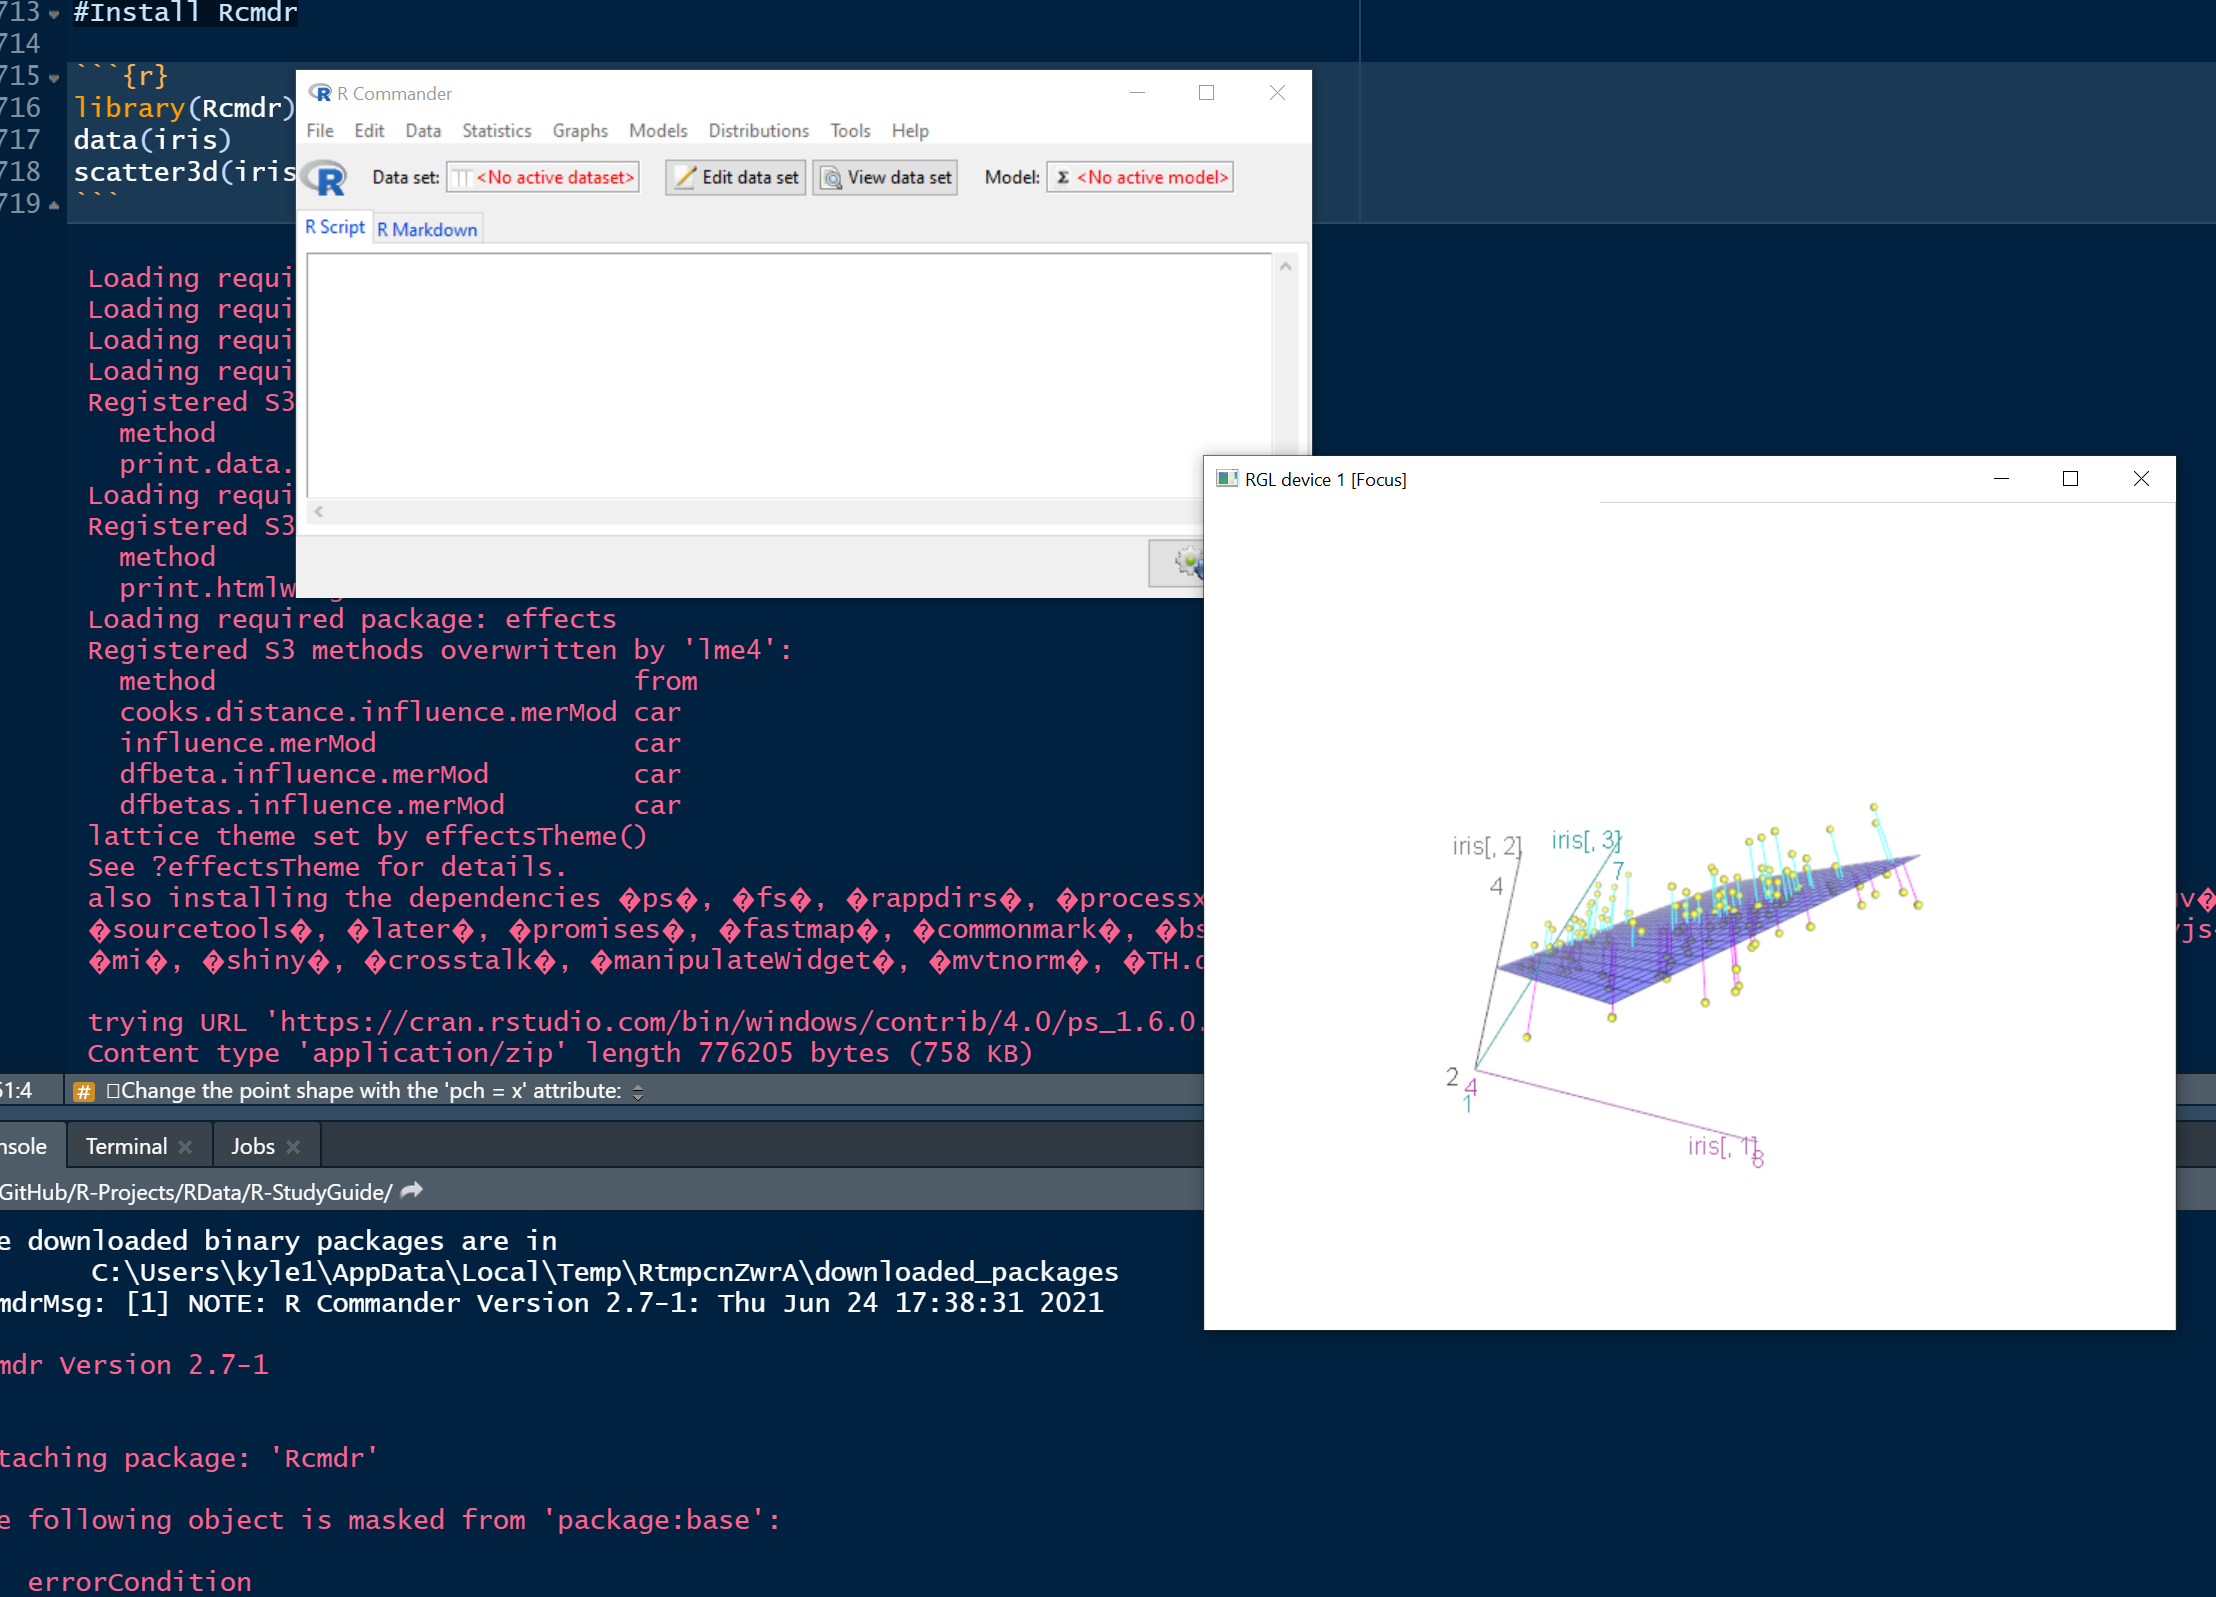 713 #Install Rcmdr
714
715 ```{r}
716 library(Rcmdr)
717 data(iris)
718 scatter3d(iris
719 ```
R Commander
File Edit Data Statistics Graphs Models Distributions Tools Help
Data set: <No active dataset> Edit data set View data set Model: Σ <No active model>
R Script R Markdown
Loading requi
Loading requi
Loading requi
Loading requi
Registered S3
method
print.data.
Loading requi
Registered S3
method
print.htmlw
Loading required package: effects
Registered S3 methods overwritten by 'lme4':
method from
cooks.distance.influence.merMod car
influence.merMod car
dfbeta.influence.merMod car
dfbetas.influence.merMod car
lattice theme set by effectsTheme()
See ?effectsTheme for details.
also installing the dependencies �ps�, �fs�, �rappdirs�, �processx
�sourcetools�, �later�, �promises�, �fastmap�, �commonmark�, �bs
�mi�, �shiny�, �crosstalk�, �manipulateWidget�, �mvtnorm�, �TH.d
trying URL 'https://cran.rstudio.com/bin/windows/contrib/4.0/ps_1.6.0.
Content type 'application/zip' length 776205 bytes (758 KB)
RGL device 1 [Focus]
iris[, 2] iris[, 3]
4 7
2 4
1
iris[, 1]
8
51:4 # Change the point shape with the 'pch = x' attribute:
nsole Terminal Jobs
GitHub/R-Projects/RData/R-StudyGuide/
e downloaded binary packages are in
C:\Users\kyle1\AppData\Local\Temp\RtmpcnZwrA\downloaded_packages
mdrMsg: [1] NOTE: R Commander Version 2.7-1: Thu Jun 24 17:38:31 2021
mdr Version 2.7-1
taching package: 'Rcmdr'
e following object is masked from 'package:base':
errorCondition